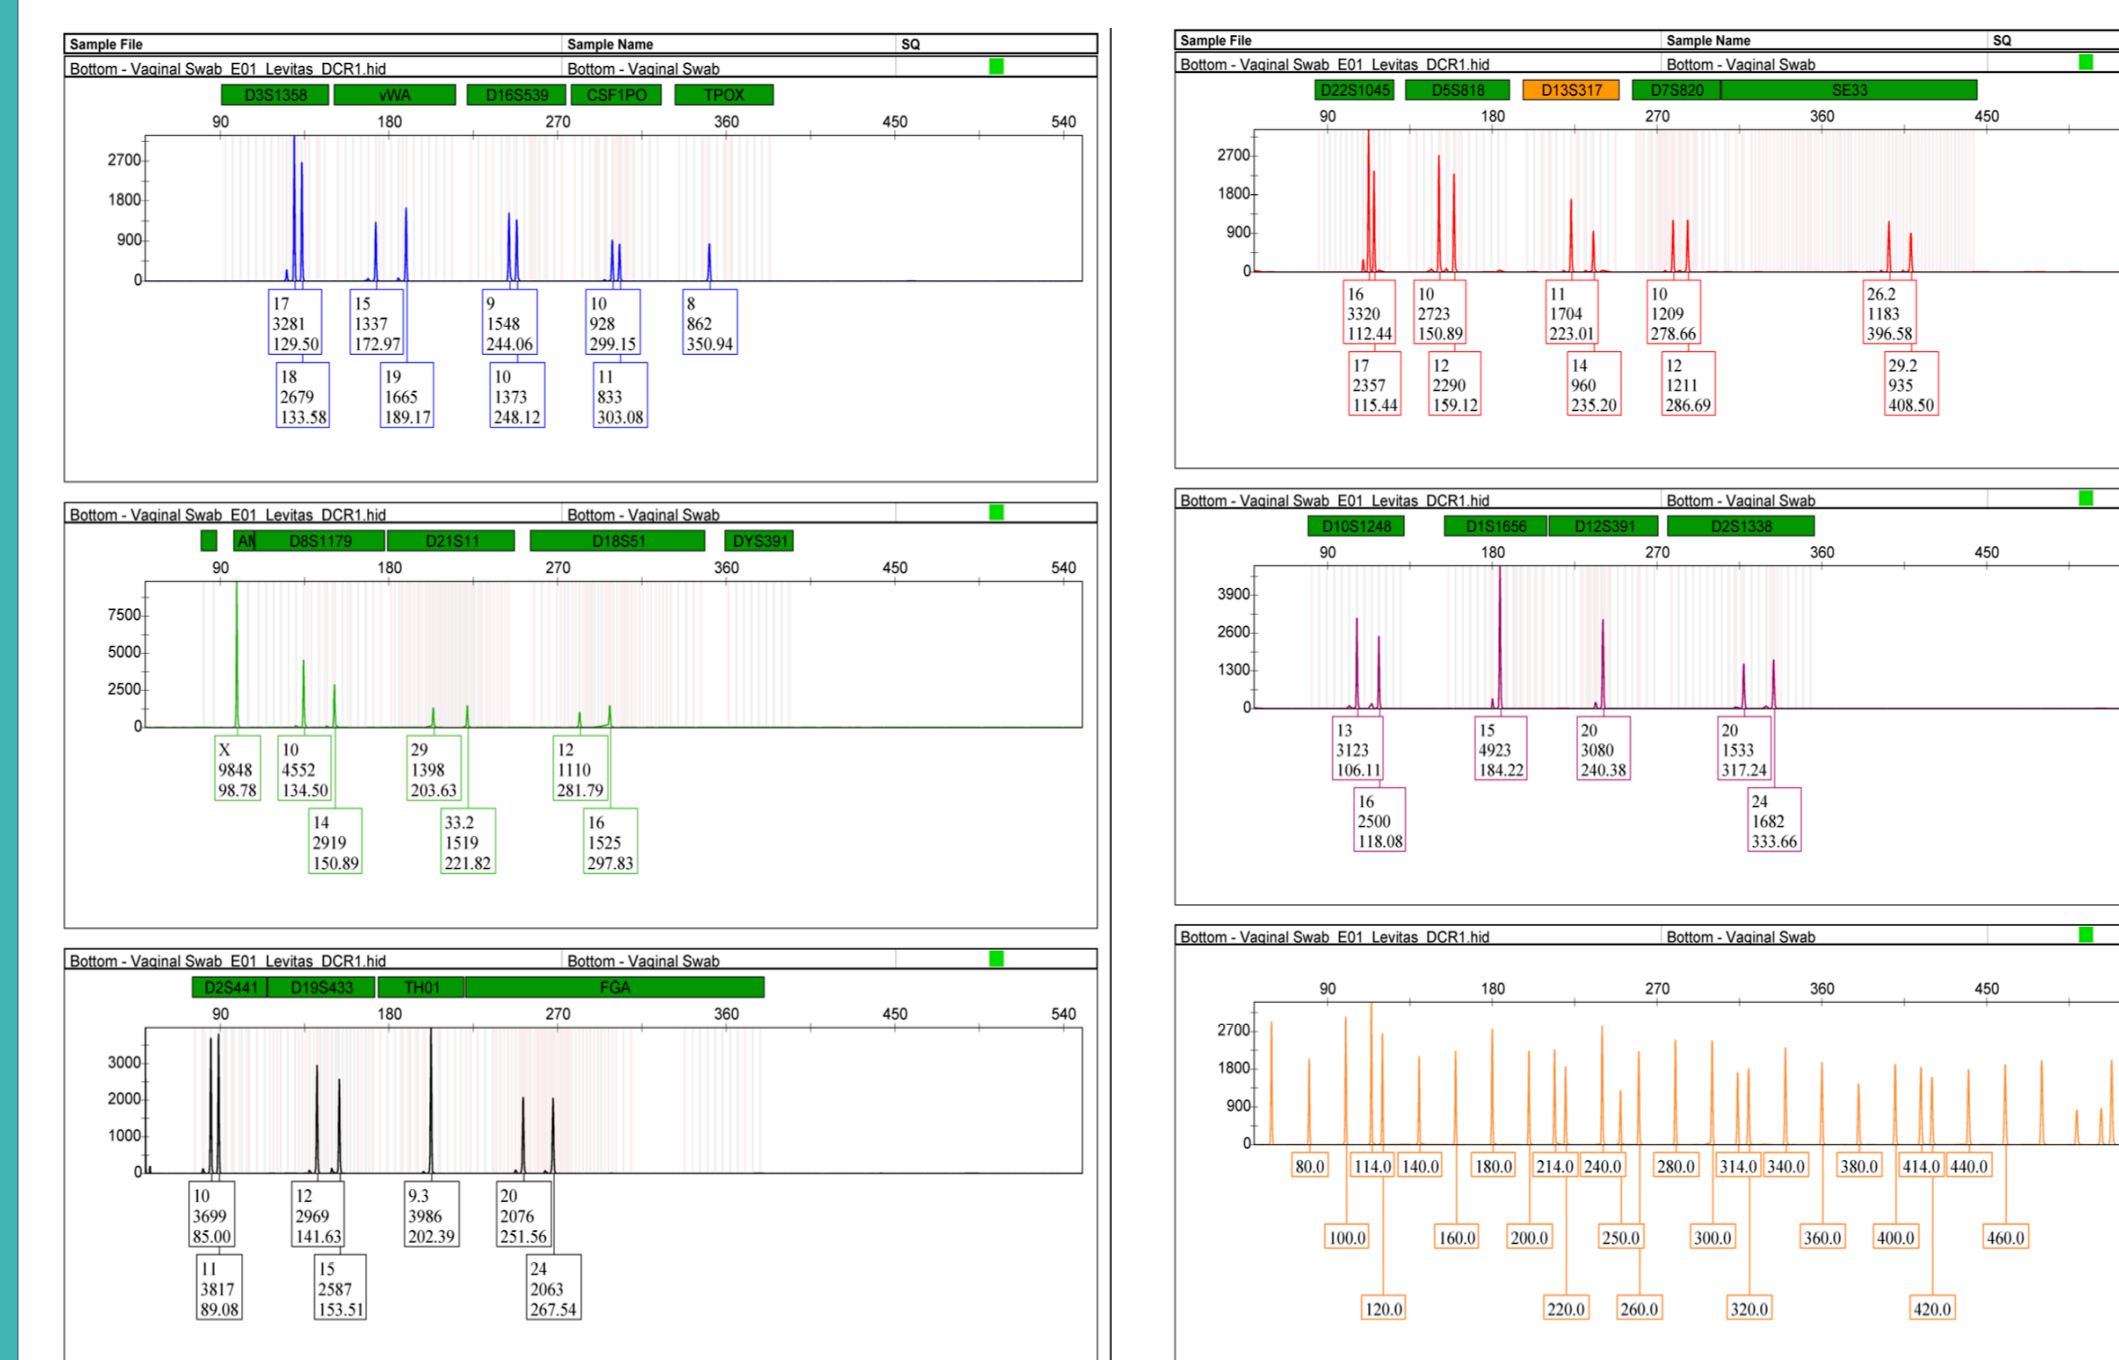 Sample File Sample Name SQ
Bottom - Vaginal Swab E01 Levitas DCR1.hid Bottom - Vaginal Swab
D3S1358 vWA D16S539 CSF1PO TPOX
90 180 270 360 450 540
2700
1800
900
0
17 15 9 10 8
3281 1337 1548 928 862
129.50 172.97 244.06 299.15 350.94
18 19 10 11
2679 1665 1373 833
133.58 189.17 248.12 303.08
Bottom - Vaginal Swab E01 Levitas DCR1.hid Bottom - Vaginal Swab
D8S1179 D21S11 D18S51 DYS391
90 180 270 360 450 540
7500
5000
2500
0
X 10 29 12
9848 4552 1398 1110
98.78 134.50 203.63 281.79
14 33.2 16
2919 1519 1525
150.89 221.82 297.83
Bottom - Vaginal Swab E01 Levitas DCR1.hid Bottom - Vaginal Swab
D2S441 D19S433 TH01 FGA
90 180 270 360 450 540
3000
2000
1000
0
10 12 9.3 20
3699 2969 3986 2076
85.00 141.63 202.39 251.56
11 15 24
3817 2587 2063
89.08 153.51 267.54
Sample File Sample Name SQ
Bottom - Vaginal Swab E01 Levitas DCR1.hid Bottom - Vaginal Swab
D22S1045 D5S818 D13S317 D7S820 SE33
90 180 270 360 450
2700
1800
900
0
16 10 11 10 26.2
3320 2723 1704 1209 1183
112.44 150.89 223.01 278.66 396.58
17 12 14 12 29.2
2357 2290 960 1211 935
115.44 159.12 235.20 286.69 408.50
Bottom - Vaginal Swab E01 Levitas DCR1.hid Bottom - Vaginal Swab
D10S1248 D1S1656 D12S391 D2S1338
90 180 270 360 450
3900
2600
1300
0
13 15 20 20
3123 4923 3080 1533
106.11 184.22 240.38 317.24
16 24
2500 1682
118.08 333.66
Bottom - Vaginal Swab E01 Levitas DCR1.hid Bottom - Vaginal Swab
90 180 270 360 450
2700
1800
900
0
80.0 114.0 140.0 180.0 214.0 240.0 280.0 314.0 340.0 380.0 414.0 440.0
100.0 160.0 200.0 250.0 300.0 360.0 400.0 460.0
120.0 220.0 260.0 320.0 420.0